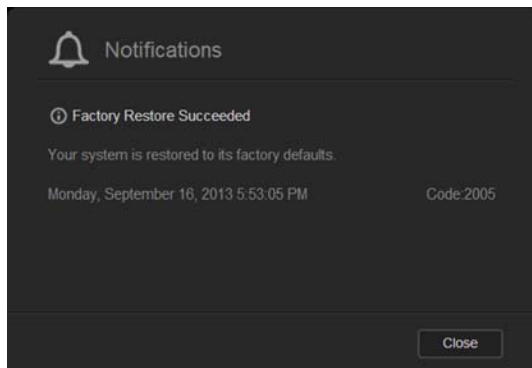 Notifications
Factory Restore Succeeded
Your system is restored to its factory defaults.
Monday, September 16, 2013 5:53:05 PM Code:2005
Close